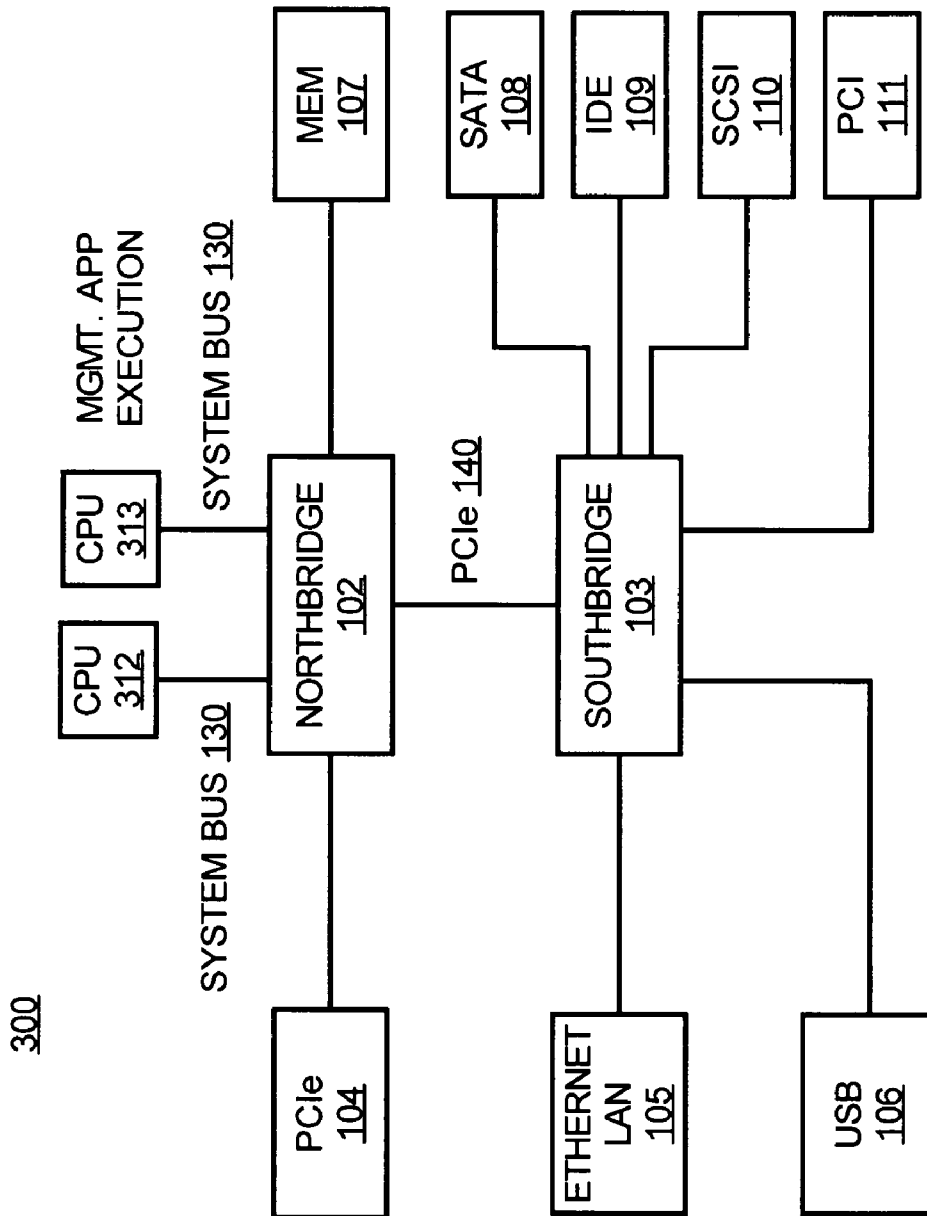 300
CPU
312
CPU
313
MGMT. APP
EXECUTION
SYSTEM BUS 130
SYSTEM BUS 130
PCIe
104
NORTHBRIDGE
102
MEM
107
PCIe 140
ETHERNET
LAN
105
SOUTHBRIDGE
103
SATA
108
IDE
109
SCSI
110
USB
106
PCI
111